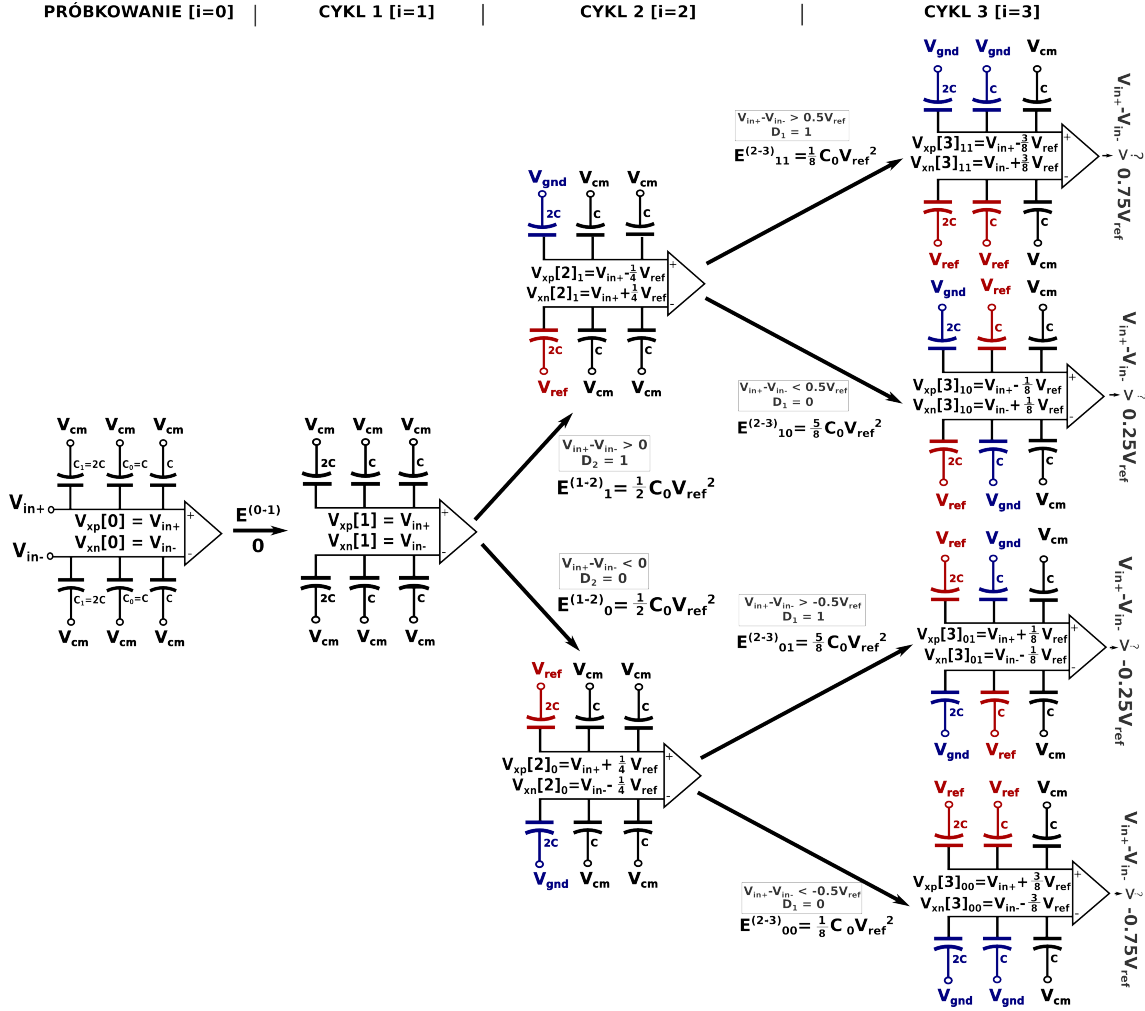 PRÓBKOWANIE [i=0] | CYKL 1 [i=1] | CYKL 2 [i=2] | CYKL 3 [i=3]
Vcm Vcm Vcm
C1=2C C0=C C
Vin+
Vxp[0] = Vin+
Vxn[0] = Vin-
Vin-
+
-
C1=2C C0=C C
Vcm Vcm Vcm
E(0-1)
0
Vcm Vcm Vcm
2C C C
Vxp[1] = Vin+
Vxn[1] = Vin-
+
-
2C C C
Vcm Vcm Vcm
Vin+-Vin- > 0
D2 = 1
E(1-2)1= 1/2 C0Vref2
Vin+-Vin- < 0
D2 = 0
E(1-2)0= 1/2 C0Vref2
Vgnd Vcm Vcm
2C C C
Vxp[2]1=Vin+-1/4 Vref
Vxn[2]1=Vin++1/4 Vref
+
-
2C C C
Vref Vcm Vcm
Vref Vcm Vcm
2C C C
Vxp[2]0=Vin++ 1/4 Vref
Vxn[2]0=Vin-- 1/4 Vref
+
-
2C C C
Vgnd Vcm Vcm
Vin+-Vin- > 0.5Vref
D1 = 1
E(2-3)11 =1/8 C0Vref2
Vin+-Vin- < 0.5Vref
D1 = 0
E(2-3)10 = 5/8 C0Vref2
Vin+-Vin- > -0.5Vref
D1 = 1
E(2-3)01 = 5/8 C0Vref2
Vin+-Vin- < -0.5Vref
D1 = 0
E(2-3)00 = 1/8 C0Vref2
Vgnd Vgnd Vcm
2C C C
Vxp[3]11=Vin+-3/8 Vref
Vxn[3]11=Vin-+3/8 Vref
+
-
2C C C
Vref Vref Vcm
Vin+-Vin- >? 0.75Vref
Vgnd Vref Vcm
2C C C
Vxp[3]10=Vin+- 1/8 Vref
Vxn[3]10=Vin-+ 1/8 Vref
+
-
2C C C
Vref Vgnd Vcm
Vin+-Vin- >? 0.25Vref
Vref Vgnd Vcm
2C C C
Vxp[3]01=Vin++ 1/8 Vref
Vxn[3]01=Vin-- 1/8 Vref
+
-
2C C C
Vgnd Vref Vcm
Vin+-Vin- >? -0.25Vref
Vref Vref Vcm
2C C C
Vxp[3]00=Vin++ 3/8 Vref
Vxn[3]00=Vin-- 3/8 Vref
+
-
2C C C
Vgnd Vgnd Vcm
Vin+-Vin- >? -0.75Vref